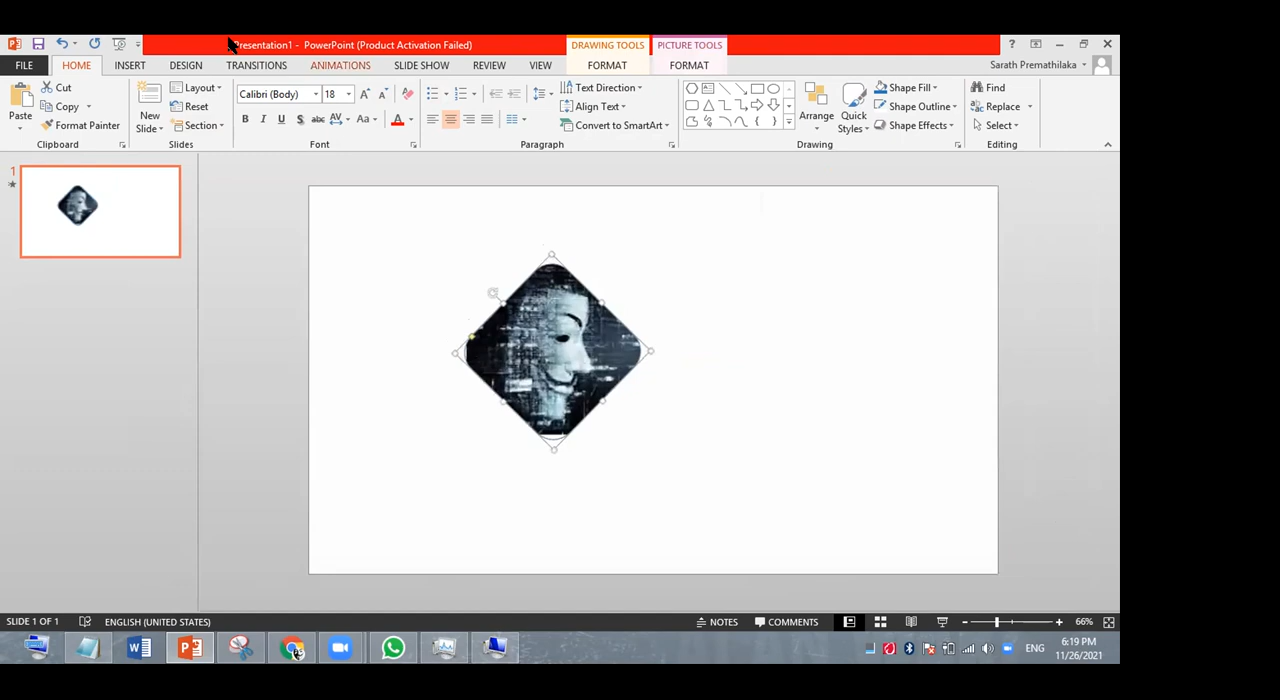 Presentation1 - PowerPoint (Product Activation Failed)
DRAWING TOOLS
PICTURE TOOLS
?
FILE
HOME
INSERT
DESIGN
TRANSITIONS
ANIMATIONS
SLIDE SHOW
REVIEW
VIEW
FORMAT
FORMAT
Sarath Premathilaka
Paste
Cut
Copy
Format Painter
Clipboard
New
Slide
Layout
Reset
Section
Slides
Calibri (Body)
18
A
A
B
I
U
S
abc
AV
Aa
A
Font
Text Direction
Align Text
Convert to SmartArt
Paragraph
Arrange
Quick
Styles
Shape Fill
Shape Outline
Shape Effects
Drawing
Find
Replace
Select
Editing
1
SLIDE 1 OF 1
ENGLISH (UNITED STATES)
NOTES
COMMENTS
66%
ENG
6:19 PM
11/26/2021